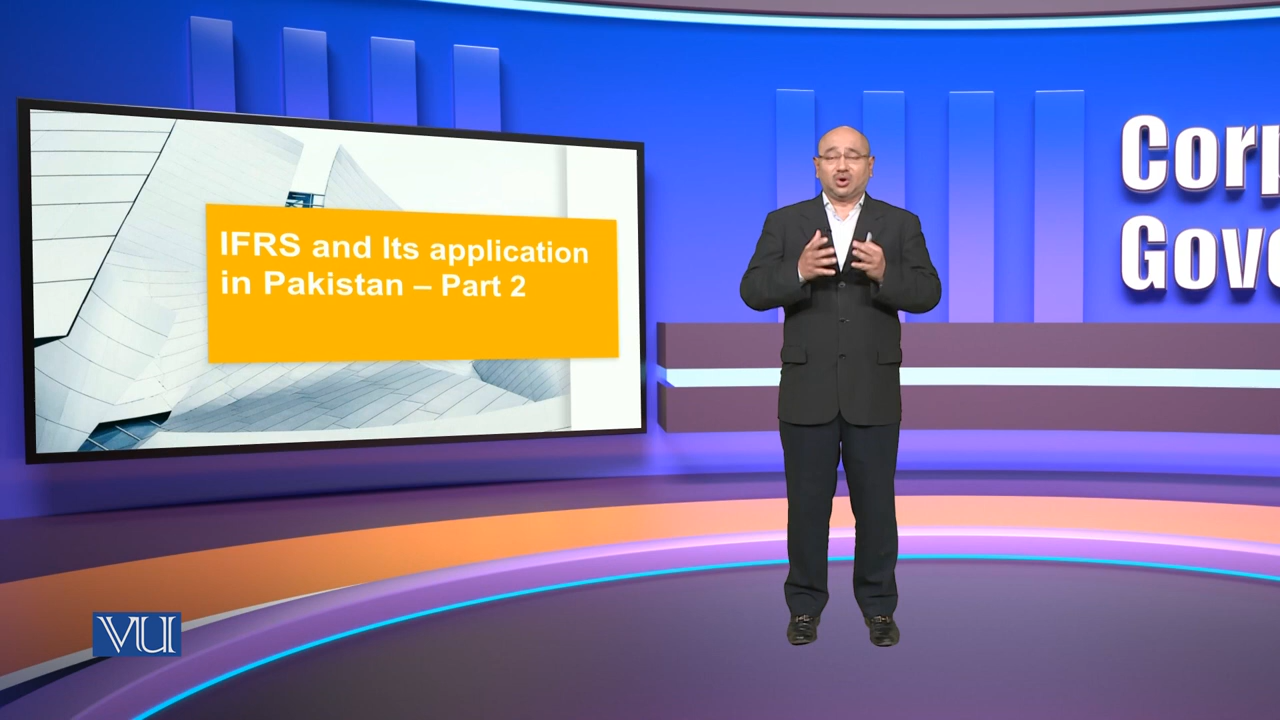 IFRS and Its application
in Pakistan – Part 2
Corp
Gove
VU